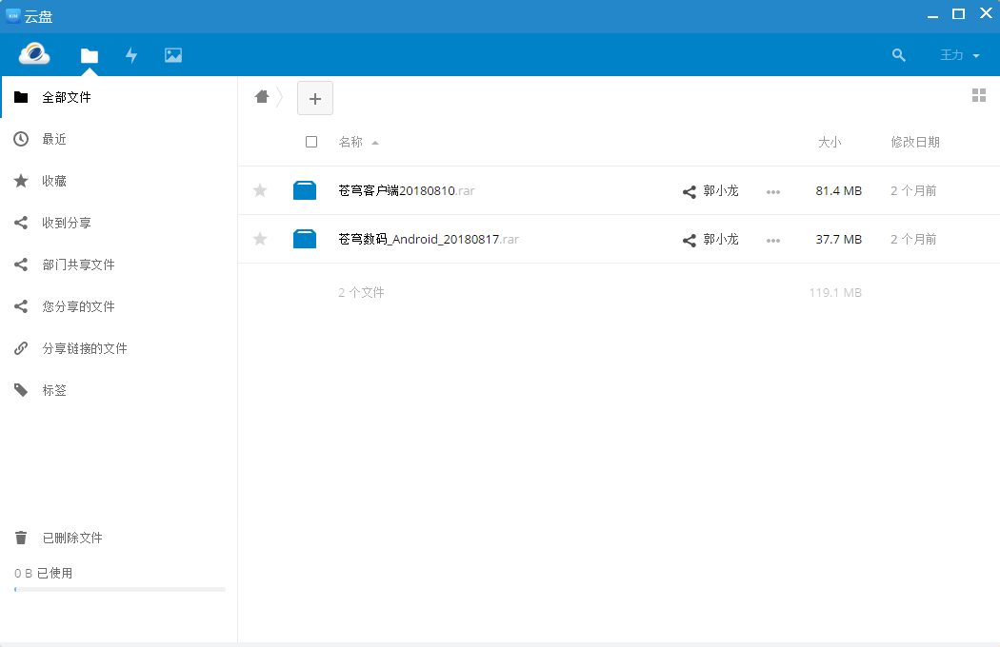 云盘
王力
全部文件
最近
收藏
收到分享
部门共享文件
您分享的文件
分享链接的文件
标签
已删除文件
0 B 已使用
名称 大小 修改日期
苍穹客户端20180810.rar 郭小龙 81.4 MB 2 个月前
苍穹数码_Android_20180817.rar 郭小龙 37.7 MB 2 个月前
2 个文件 119.1 MB